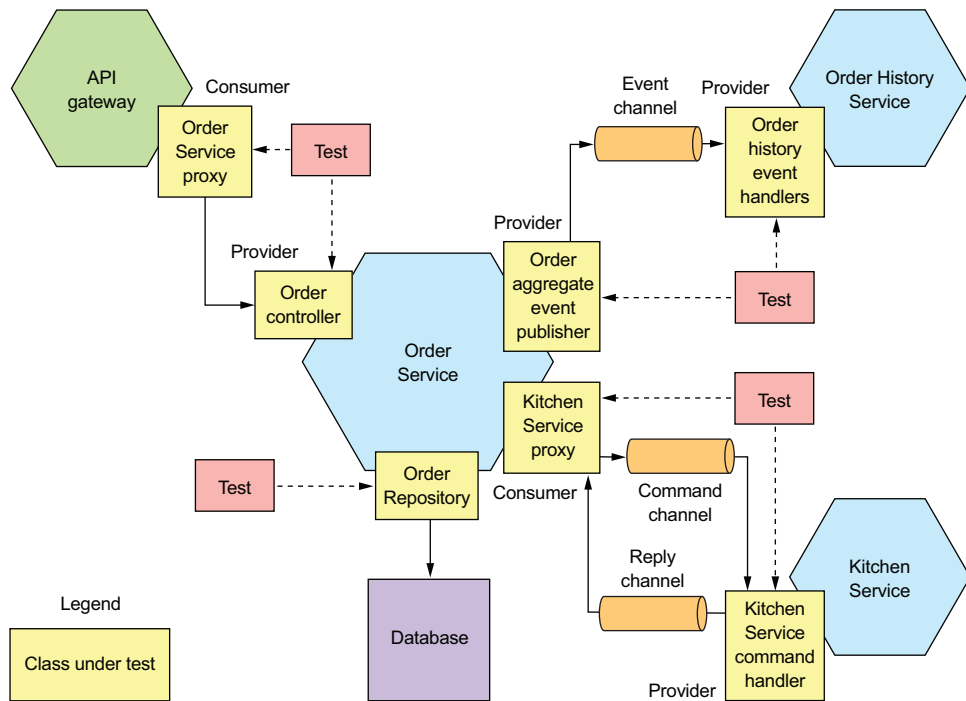 API
gateway
Consumer
Order
Service
proxy
Test
Event
channel
Provider
Order History
Service
Order
history
event
handlers
Provider
Order
controller
Provider
Order
aggregate
event
publisher
Test
Order
Service
Kitchen
Service
proxy
Test
Test
Order
Repository
Consumer
Command
channel
Reply
channel
Kitchen
Service
Legend
Class under test
Database
Kitchen
Service
command
handler
Provider